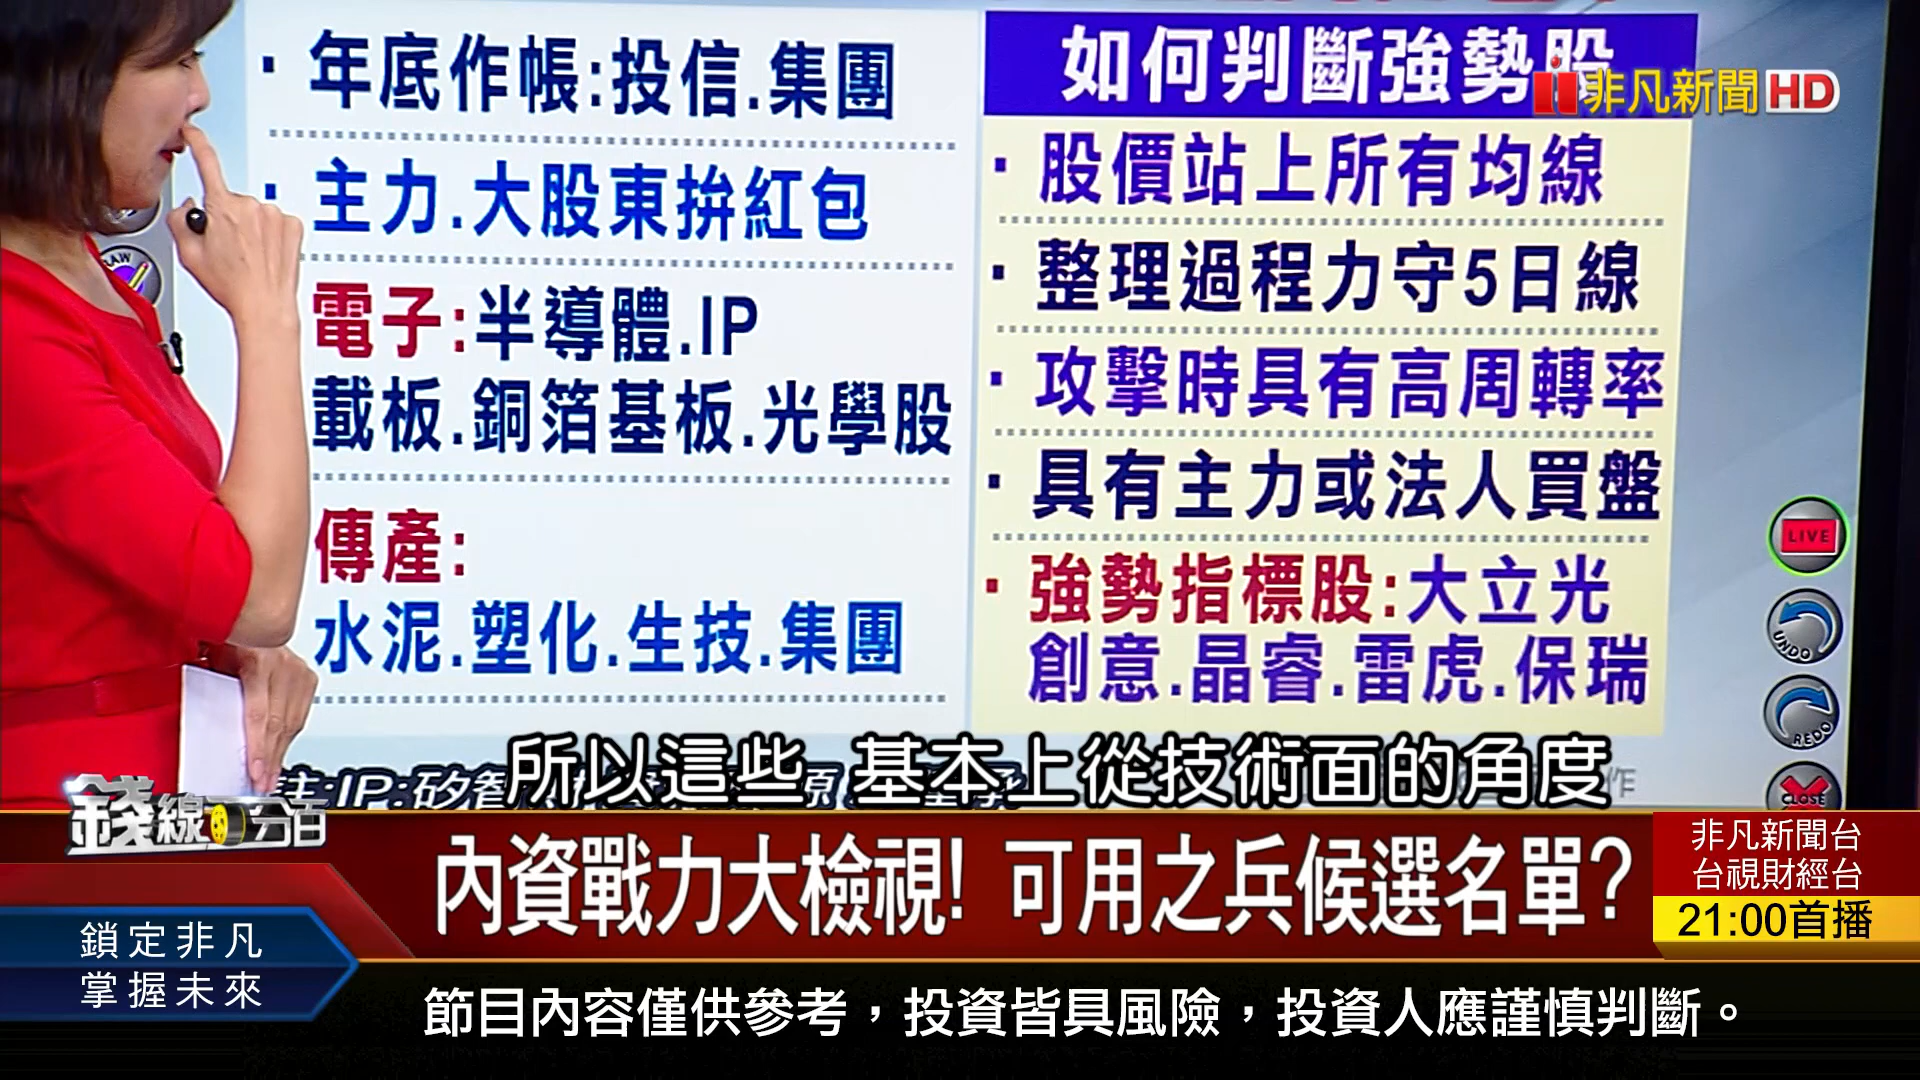 ・年底作帳:投信.集團
・主力.大股東拚紅包
電子:半導體.IP
載板.銅箔基板.光學股
傳產:
水泥.塑化.生技.集團
如何判斷強勢股
非凡新聞HD
・股價站上所有均線
・整理過程力守5日線
・攻擊時具有高周轉率
・具有主力或法人買盤
・強勢指標股:大立光
創意.晶睿.雷虎.保瑞
LIVE
UNDO
REDO
CLOSE
註:IP:矽智
作
所以這些 基本上從技術面的角度
錢線百分百
內資戰力大檢視! 可用之兵候選名單?
非凡新聞台
台視財經台
21:00首播
鎖定非凡
掌握未來
節目內容僅供參考，投資皆具風險，投資人應謹慎判斷。